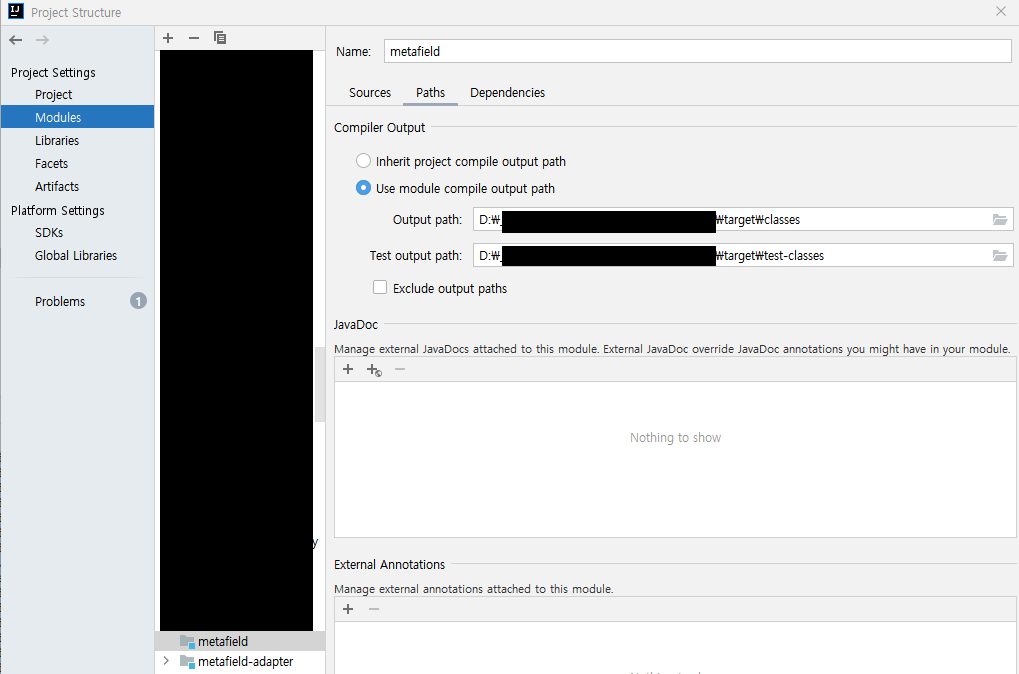 Project Structure
Project Settings
Project
Modules
Libraries
Facets
Artifacts
Platform Settings
SDKs
Global Libraries
Problems 1
y
metafield
metafield-adapter
Name: metafield
Sources Paths Dependencies
Compiler Output
Inherit project compile output path
Use module compile output path
Output path: D:₩ ₩target₩classes
Test output path: D:₩ ₩target₩test-classes
Exclude output paths
JavaDoc
Manage external JavaDocs attached to this module. External JavaDoc override JavaDoc annotations you might have in your module.
Nothing to show
External Annotations
Manage external annotations attached to this module.